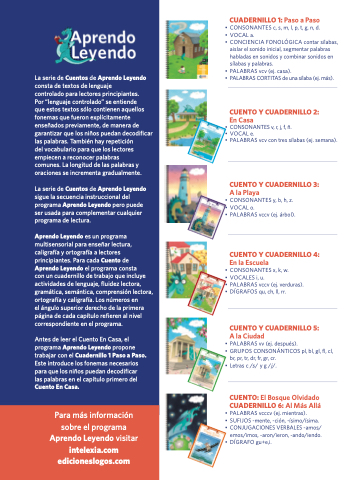 Aprendo
Leyendo
La serie de Cuentos de Aprendo Leyendo
consta de textos de lenguaje
controlado para lectores principiantes.
Por "lenguaje controlado" se entiende
que estos textos sólo contienen aquellos
fonemas que fueron explícitamente
enseñados previamente, de manera de
garantizar que los niños puedan decodificar
las palabras. También hay repetición
del vocabulario para que los lectores
empiecen a reconocer palabras
comunes. La longitud de las palabras y
oraciones se incrementa gradualmente.
La serie de Cuentos de Aprendo Leyendo
sigue la secuencia instruccional del
programa Aprendo Leyendo pero puede
ser usada para complementar cualquier
programa de lectura.
Aprendo Leyendo es un programa
multisensorial para enseñar lectura,
caligrafía y ortografía a lectores
principiantes. Para cada Cuento de
Aprendo Leyendo el programa consta
con un cuaderno de trabajo que incluye
actividades de lenguaje, fluidez lectora,
gramática, semántica, comprensión lectora,
ortografía y caligrafía. Los números en
el ángulo superior derecho de la primera
página de cada capítulo refieren al nivel
correspondiente en el programa.
Antes de leer el Cuento En Casa, el
programa Aprendo Leyendo propone
trabajar con el Cuadernillo 1 Paso a Paso.
Este introduce los fonemas necesarios
para que los niños puedan decodificar
las palabras en el capítulo primero del
Cuento En Casa.
Para más información
sobre el programa
Aprendo Leyendo visitar
intelexia.com
edicioneslogos.com
CUADERNILLO 1: Paso a Paso
• CONSONANTES c, s, m, l, p, t, g, n, d.
• VOCAL a.
• CONCIENCIA FONOLÓGICA: contar sílabas,
aislar el sonido inicial, segmentar palabras
habladas en sonidos y combinar sonidos en
sílabas y palabras.
• PALABRAS vcv (ej. casa).
• PALABRAS CORTITAS de una sílaba (ej. más).
CUENTO Y CUADERNILLO 2:
En Casa
• CONSONANTES v, r, j, f, ñ.
• VOCAL e.
• PALABRAS vcv con tres sílabas (ej. semana).
CUENTO Y CUADERNILLO 3:
A la Playa
• CONSONANTES y, b, h, z.
• VOCAL o.
• PALABRAS vccv (ej. árbol).
CUENTO Y CUADERNILLO 4:
En la Escuela
• CONSONANTES x, k, w.
• VOCALES i, u.
• PALABRAS vccv (ej. verduras).
• DÍGRAFOS qu, ch, ll, rr.
CUENTO Y CUADERNILLO 5:
A la Ciudad
• PALABRAS vv (ej. después).
• GRUPOS CONSONÁNTICOS pl, bl, gl, fl, cl,
br, pr, tr, dr, fr, gr, cr.
• Letras c /s/ y g /j/.
CUENTO: El Bosque Olvidado
CUADERNILLO 6: Al Más Allá
• PALABRAS vcccv (ej. mientras).
• SUFIJOS -mente, -ción, -ísimo/ísima.
• CONJUGACIONES VERBALES -amos/
emos/imos, -aron/ieron, -ando/iendo.
• DÍGRAFO gu+e,i.